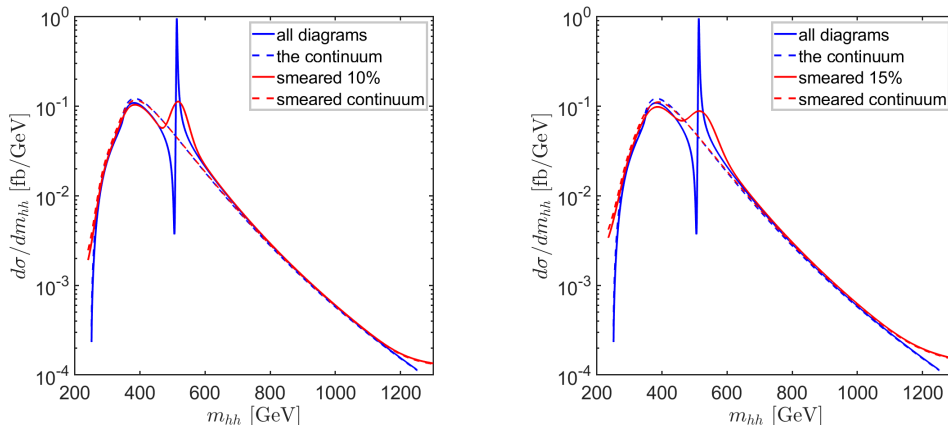 10^0
10^-1
10^-2
10^-3
10^-4
dσ/dm_hh [fb/GeV]
all diagrams
the continuum
smeared 10%
smeared continuum
200 400 600 800 1000 1200
m_hh [GeV]
10^0
10^-1
10^-2
10^-3
10^-4
dσ/dm_hh [fb/GeV]
all diagrams
the continuum
smeared 15%
smeared continuum
200 400 600 800 1000 1200
m_hh [GeV]